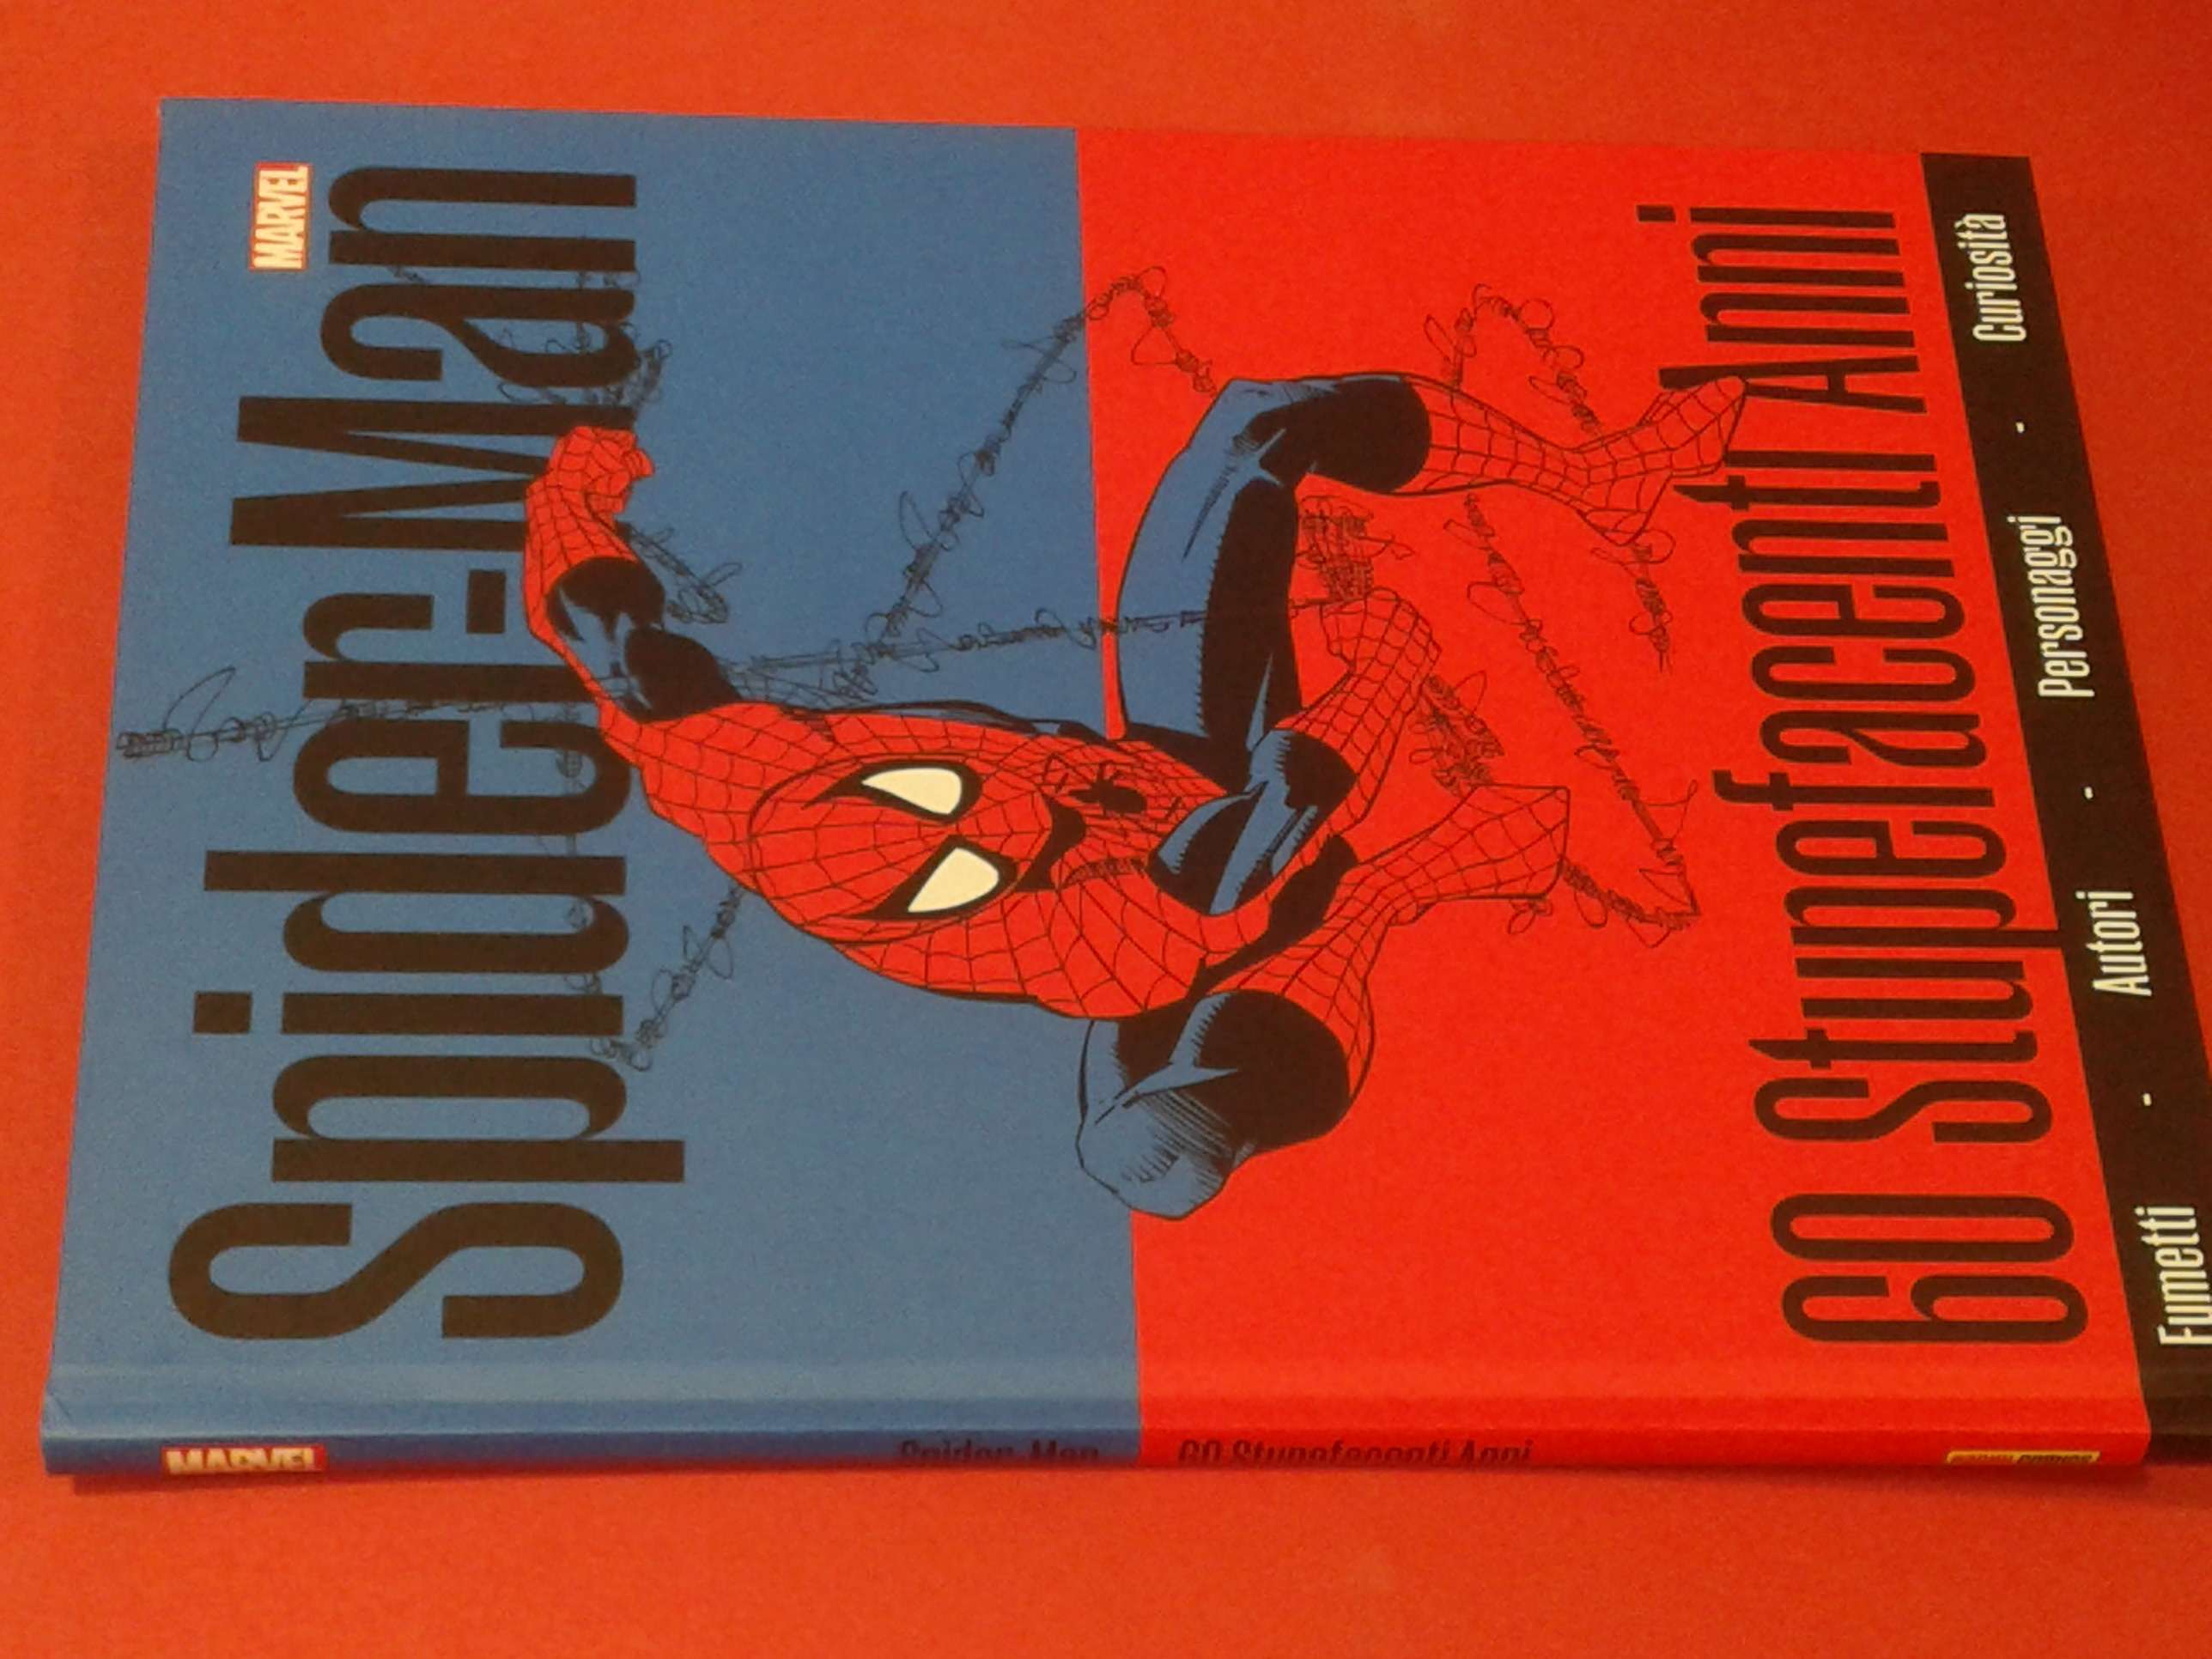 MARVEL
Spider-Man
60 Stupefacenti Anni
Fumetti - Autori - Personaggi - Curiosità
MARVEL
Spider-Man
60 Stupefacenti Anni